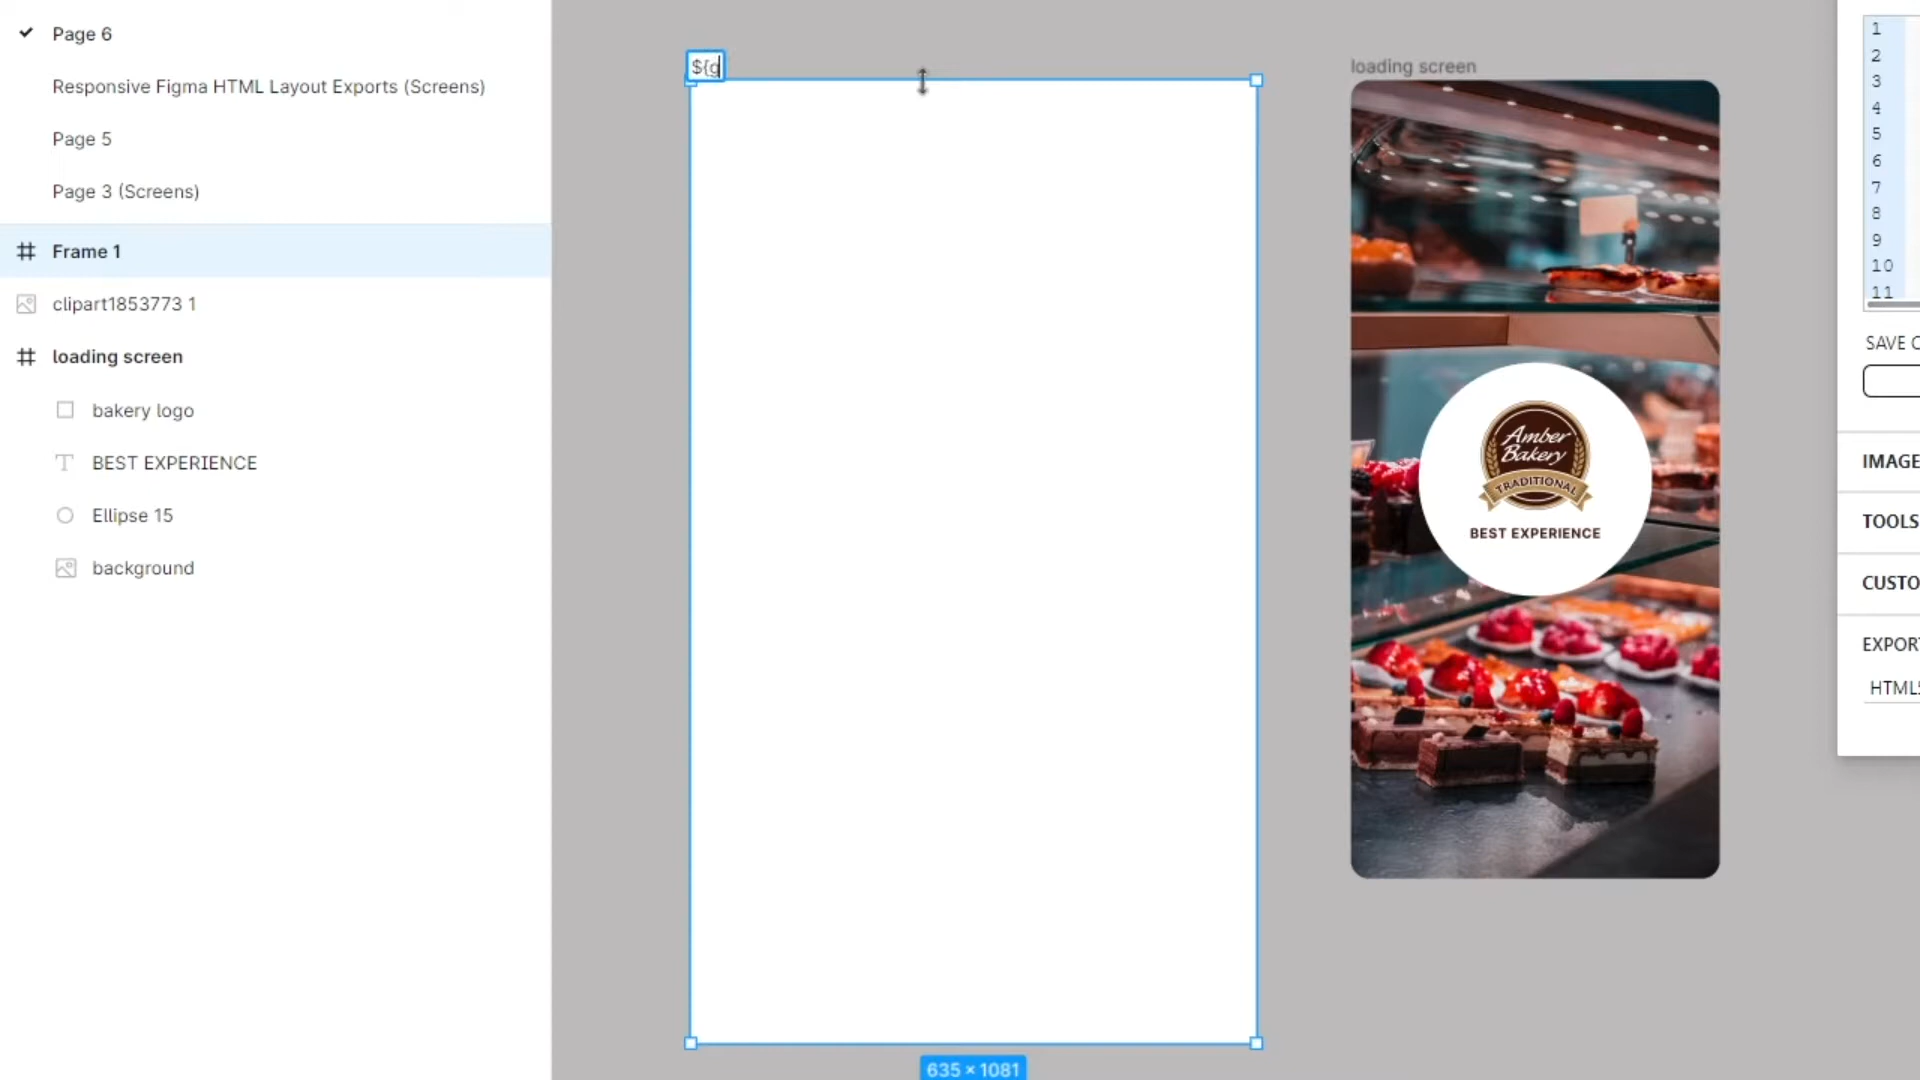 Page 6
Responsive Figma HTML Layout Exports (Screens)
Page 5
Page 3 (Screens)
Frame 1
clipart1853773 1
loading screen
bakery logo
BEST EXPERIENCE
Ellipse 15
background
${g
635 × 1081
loading screen
Amber
Bakery
TRADITIONAL
BEST EXPERIENCE
1
2
3
4
5
6
7
8
9
10
11
SAVE C
IMAGE
TOOLS
CUSTO
EXPOR
HTML